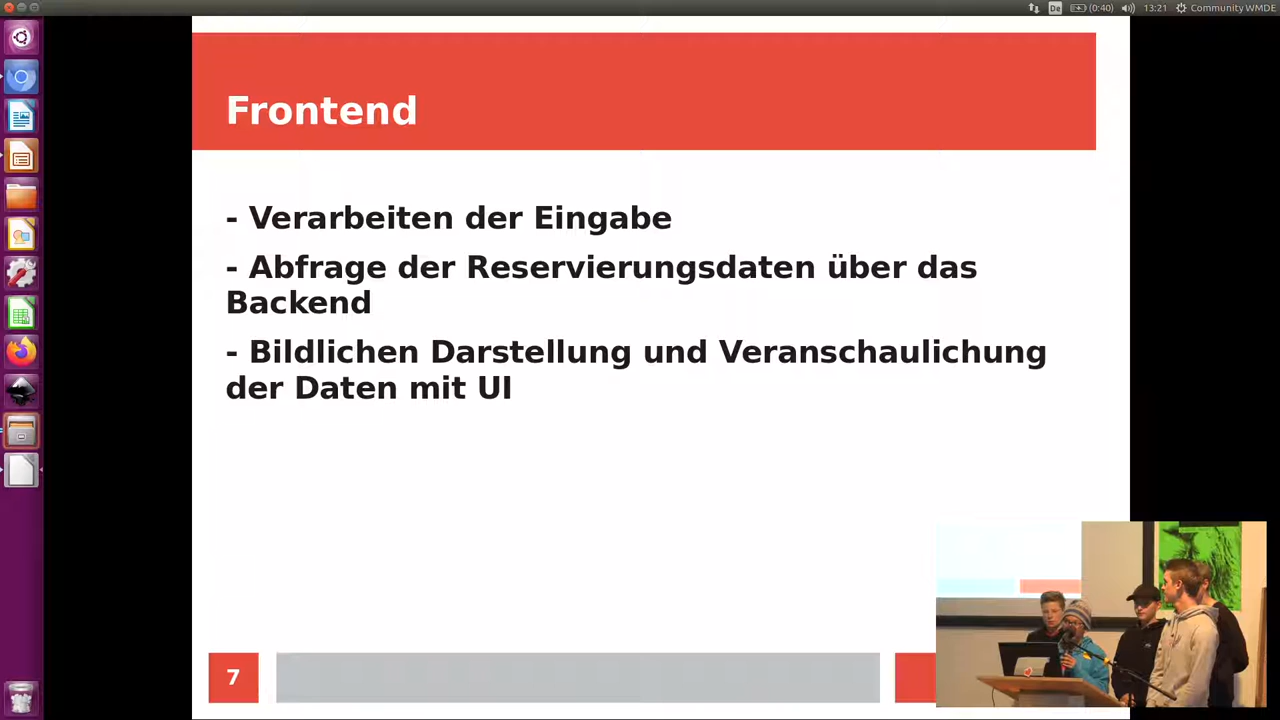 De (0:40) 13:21 Community WMDE
Frontend
- Verarbeiten der Eingabe
- Abfrage der Reservierungsdaten über das
Backend
- Bildlichen Darstellung und Veranschaulichung
der Daten mit UI
7